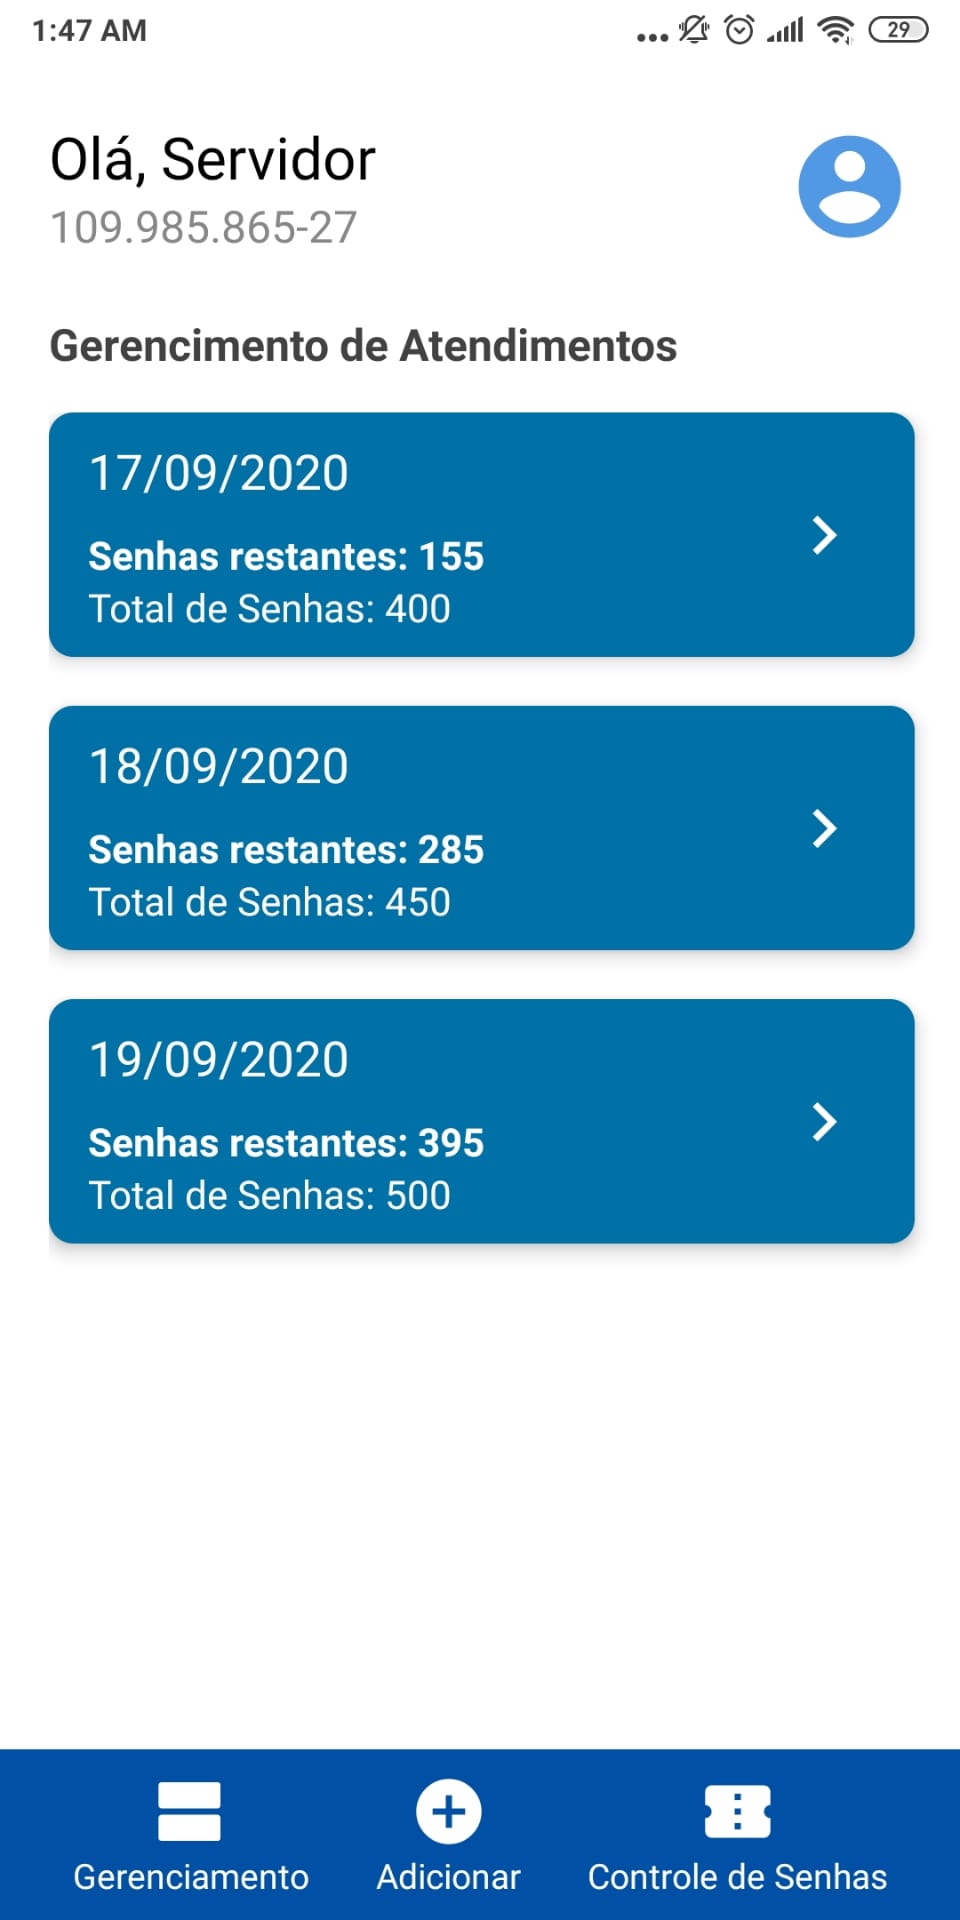 1:47 AM
29
Olá, Servidor
109.985.865-27
Gerencimento de Atendimentos
17/09/2020
Senhas restantes: 155
Total de Senhas: 400
18/09/2020
Senhas restantes: 285
Total de Senhas: 450
19/09/2020
Senhas restantes: 395
Total de Senhas: 500
Gerenciamento
Adicionar
Controle de Senhas